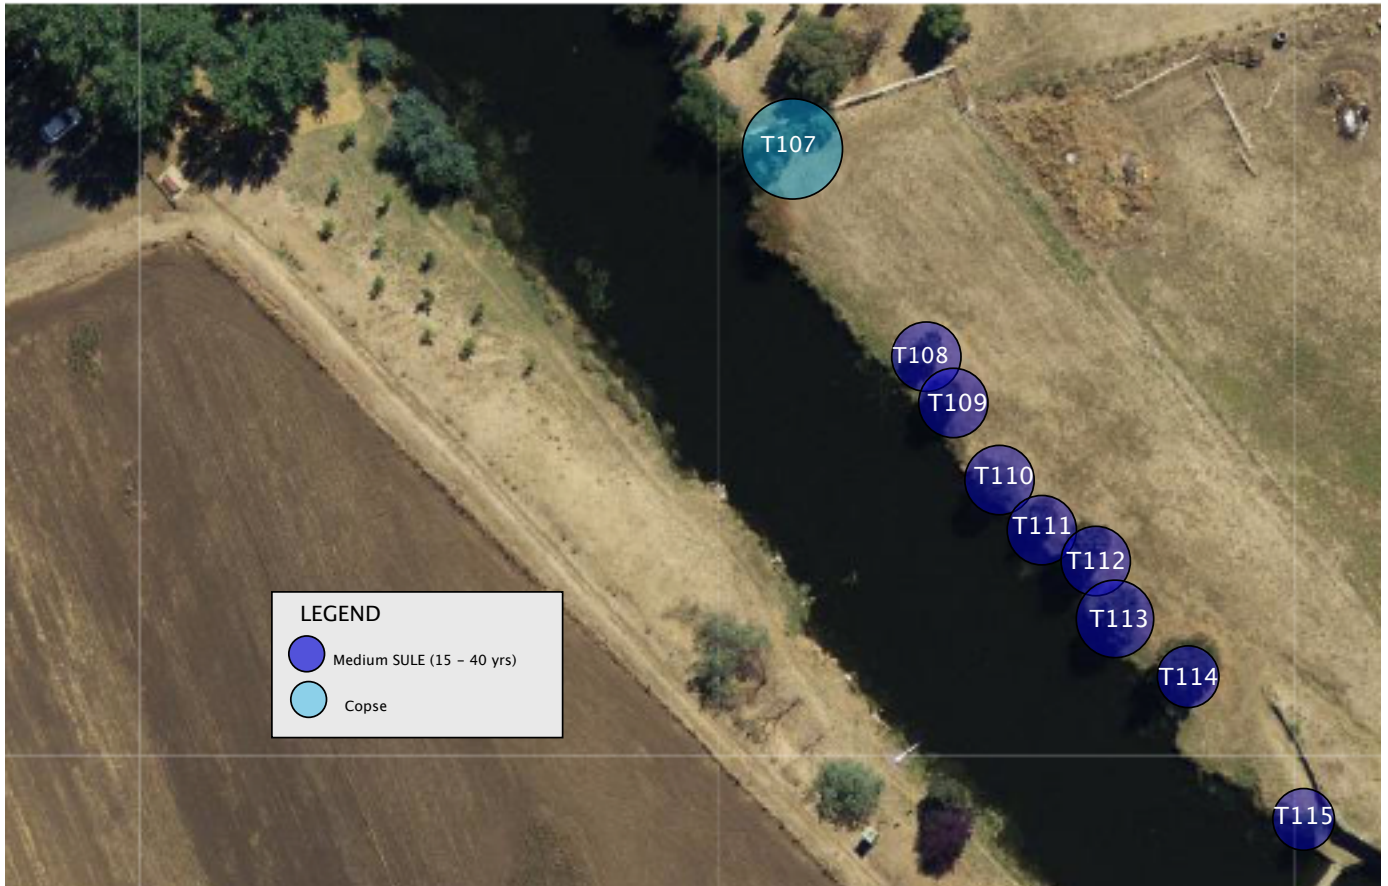 T107
T108
T109
T110
T111
T112
T113
T114
T115
LEGEND
Medium SULE (15 – 40 yrs)
Copse